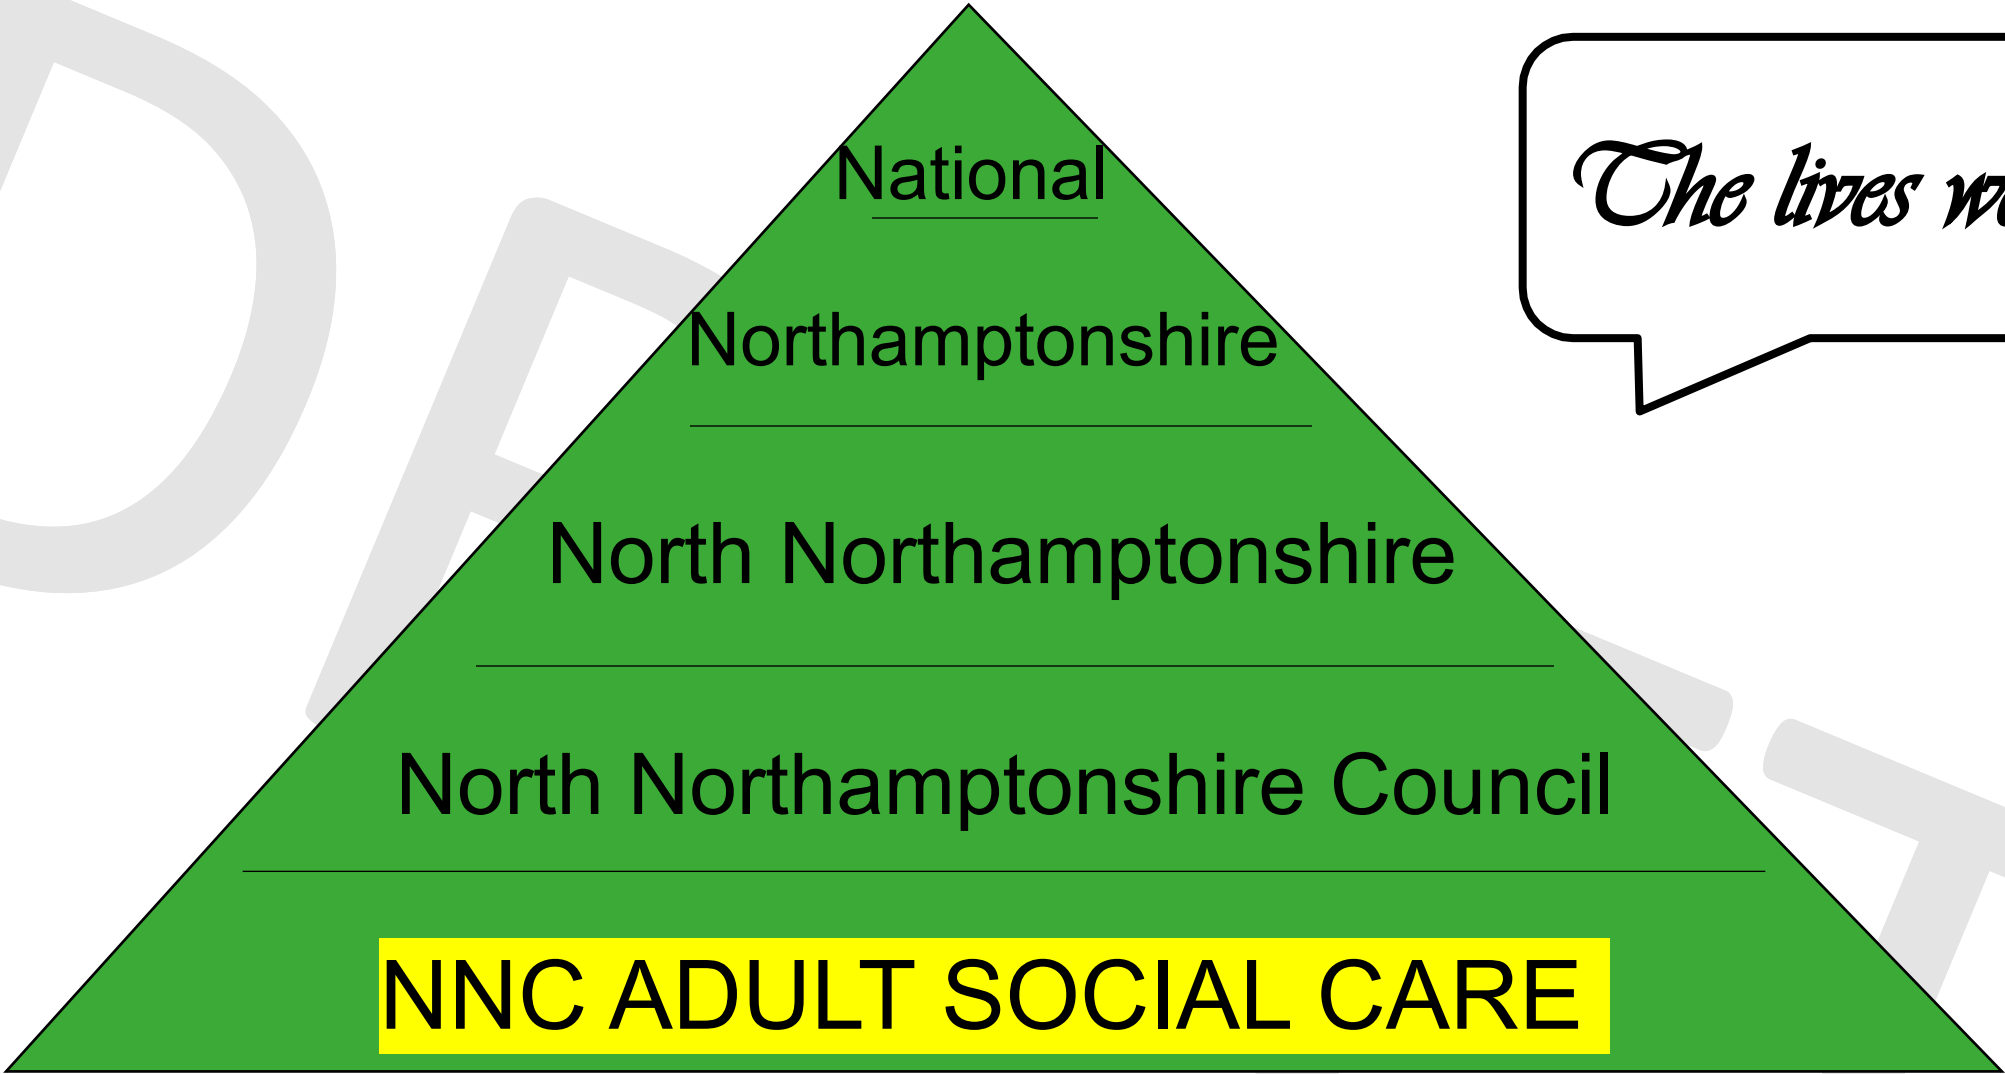 National
Northamptonshire
North Northamptonshire
North Northamptonshire Council
NNC ADULT SOCIAL CARE
The lives